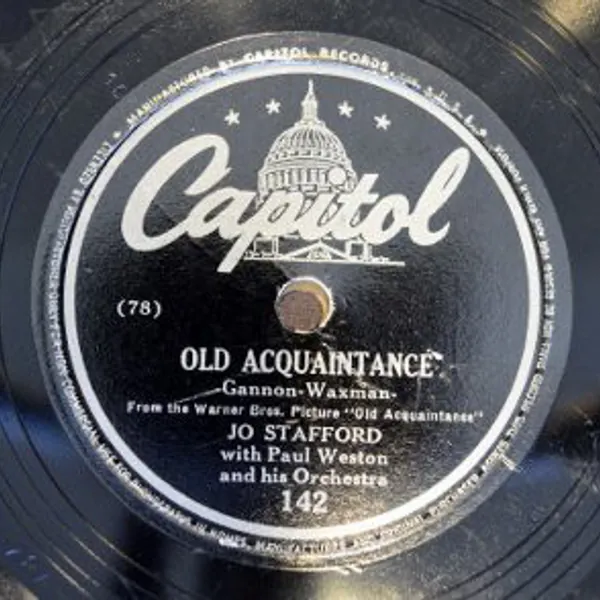 MANUFACTURED BY CAPITOL RECORDS, INC. U.S.A.
Capitol
(78)
OLD ACQUAINTANCE
-Gannon-Waxman-
From the Warner Bros. Picture "Old Acquaintance"
JO STAFFORD
with Paul Weston
and his Orchestra
142